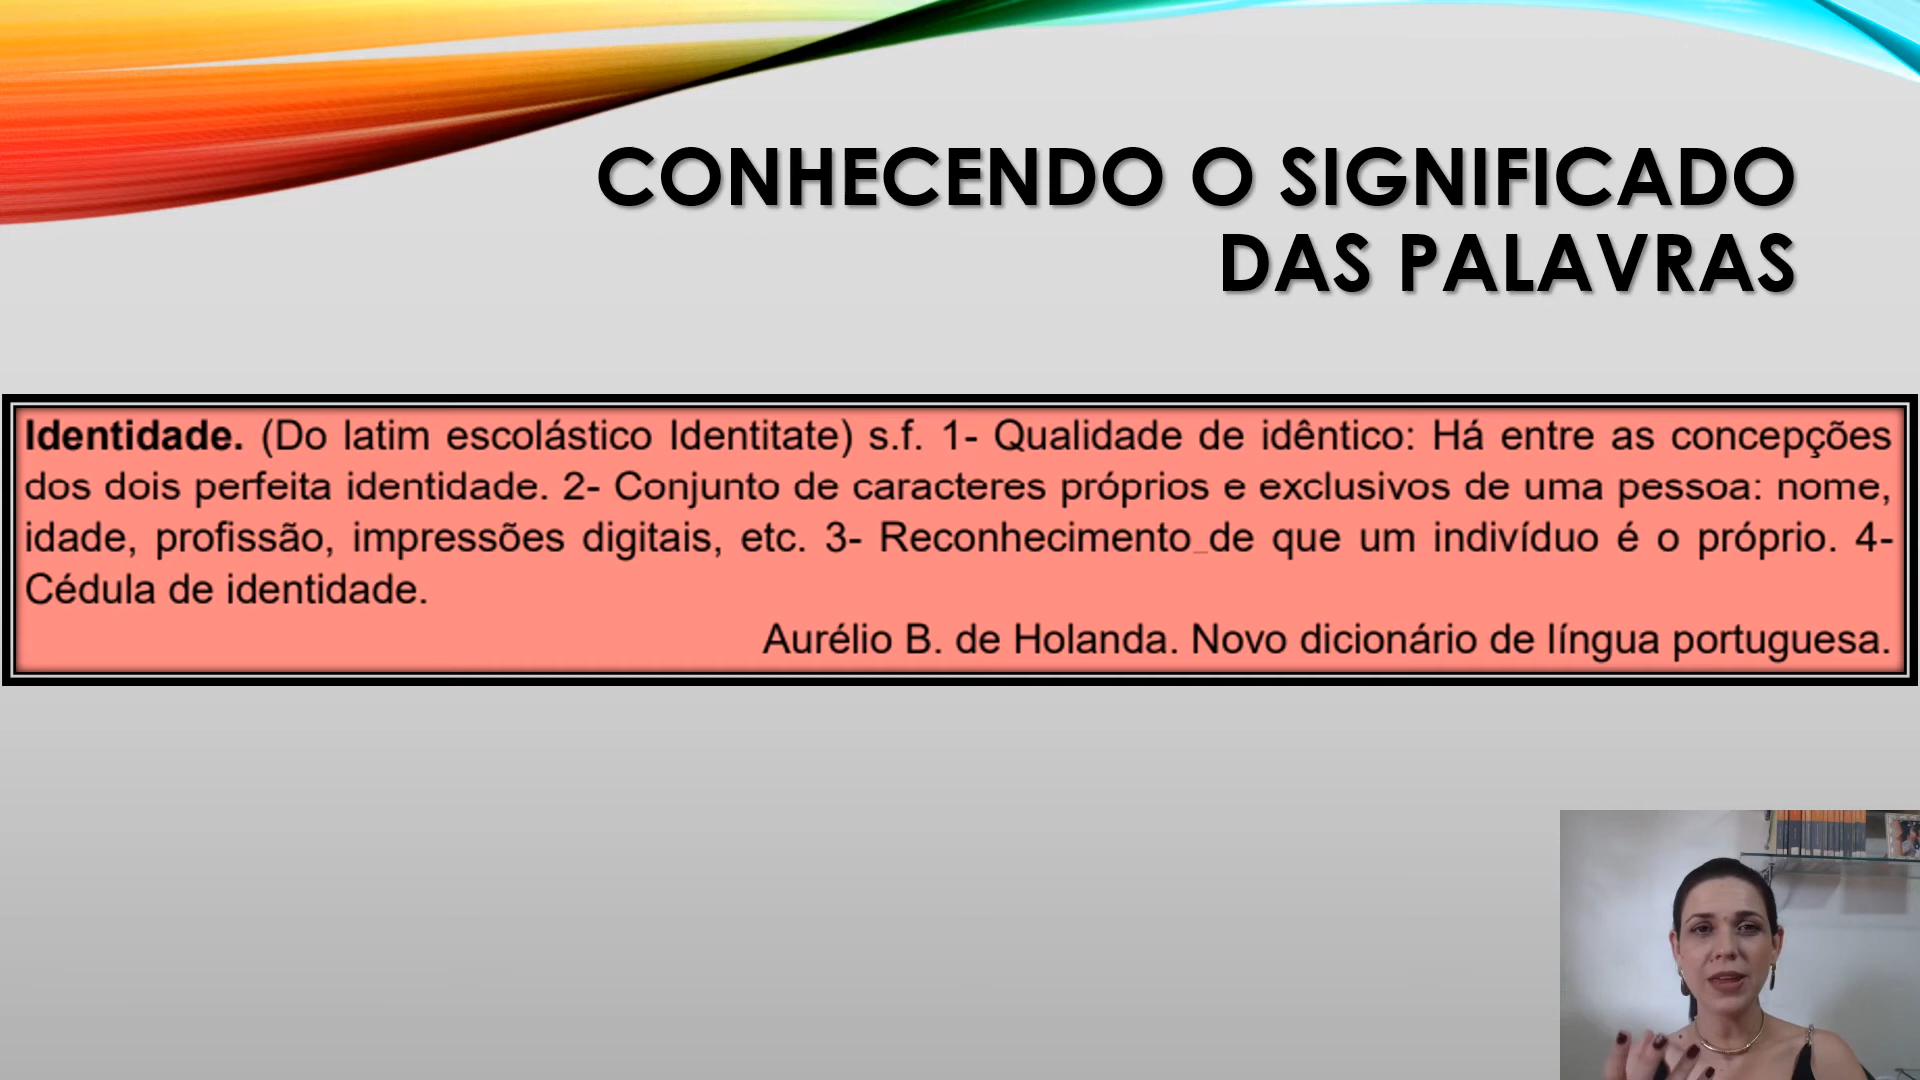 CONHECENDO O SIGNIFICADO
DAS PALAVRAS
Identidade. (Do latim escolástico Identitate) s.f. 1- Qualidade de idêntico: Há entre as concepções
dos dois perfeita identidade. 2- Conjunto de caracteres próprios e exclusivos de uma pessoa: nome,
idade, profissão, impressões digitais, etc. 3- Reconhecimento de que um indivíduo é o próprio. 4-
Cédula de identidade.
Aurélio B. de Holanda. Novo dicionário de língua portuguesa.